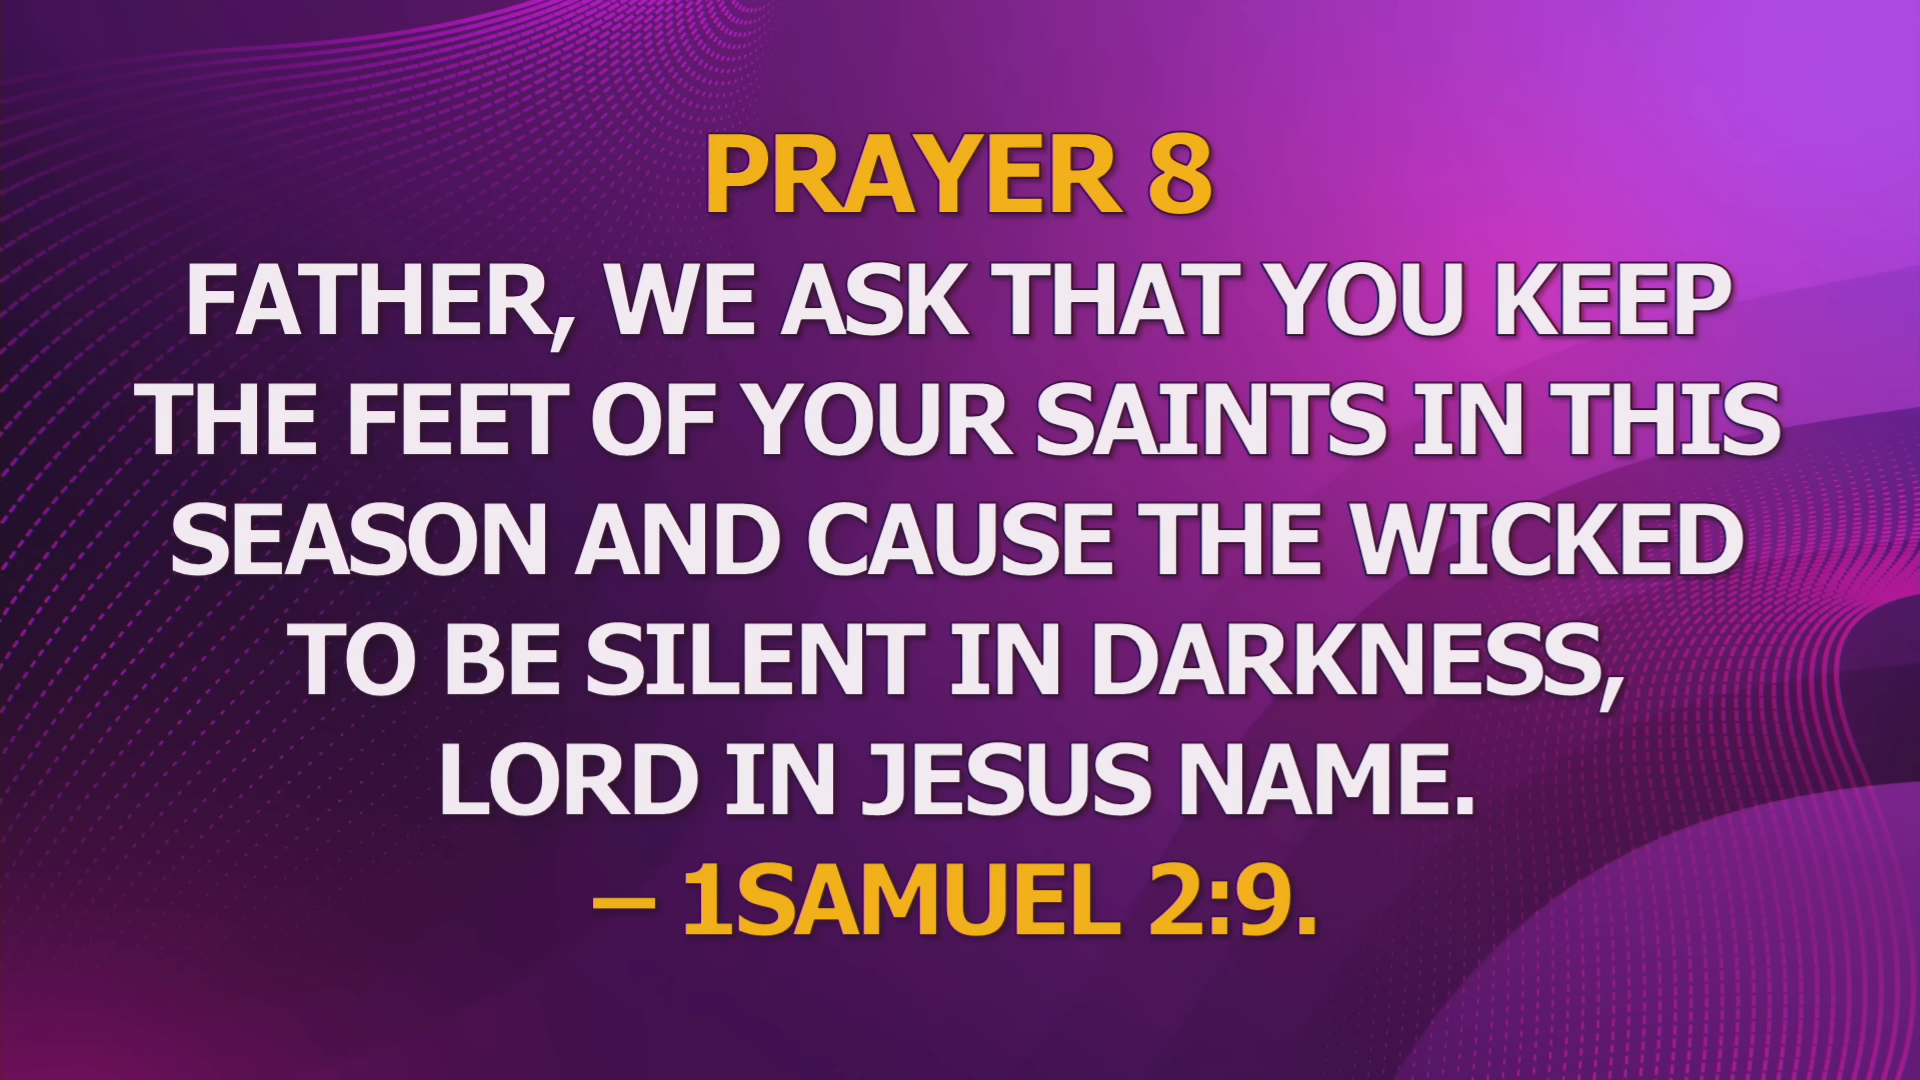 PRAYER 8
FATHER, WE ASK THAT YOU KEEP
THE FEET OF YOUR SAINTS IN THIS
SEASON AND CAUSE THE WICKED
TO BE SILENT IN DARKNESS,
LORD IN JESUS NAME.
– 1SAMUEL 2:9.